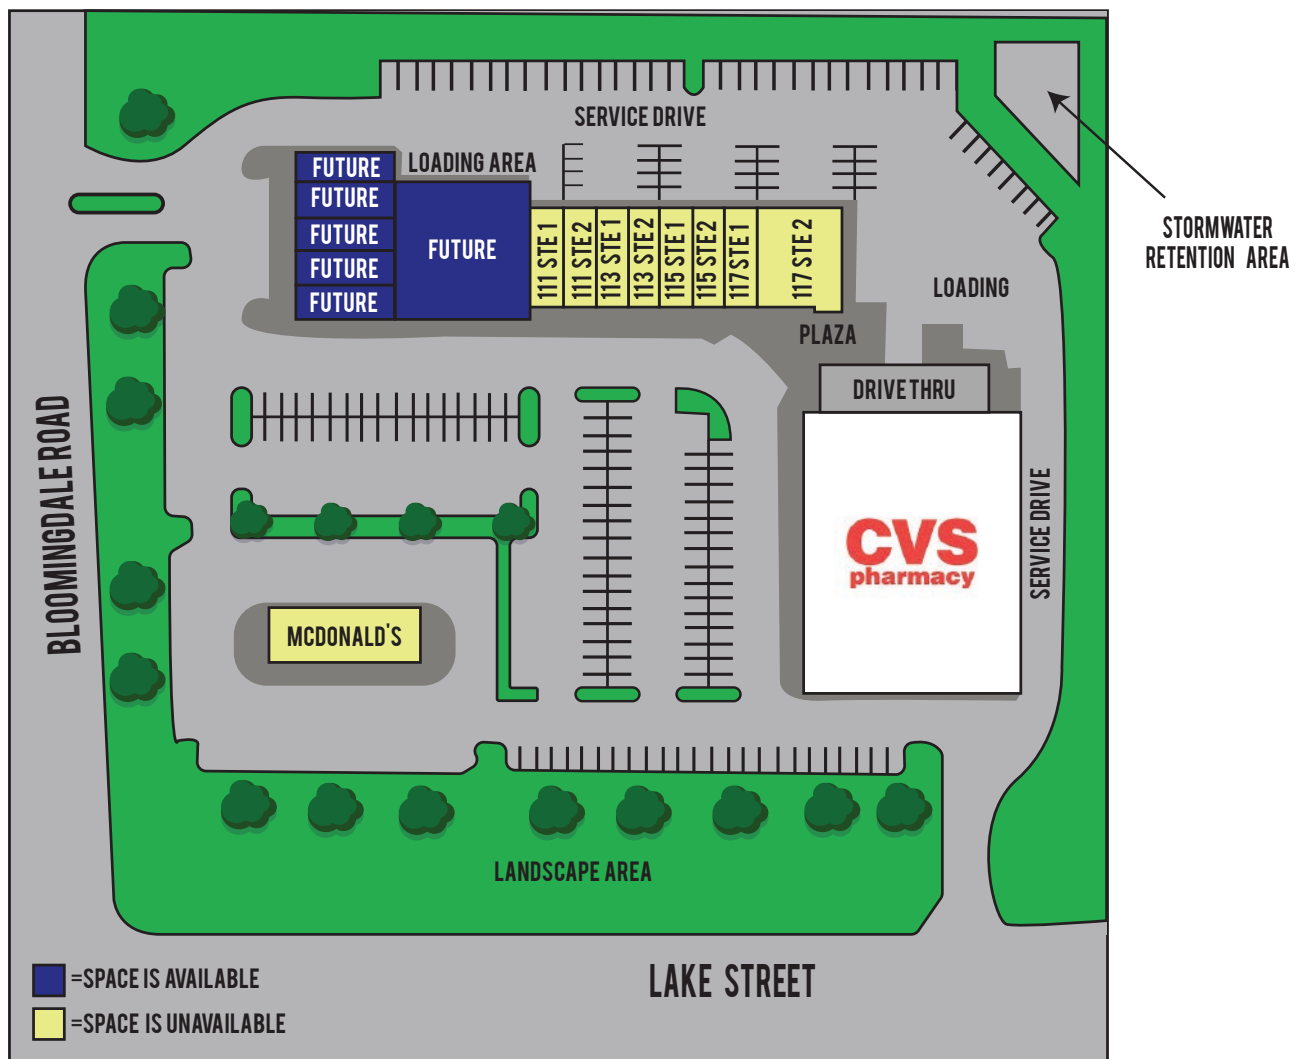 SERVICE DRIVE
FUTURE
LOADING AREA
FUTURE
FUTURE
FUTURE
FUTURE
FUTURE
111 STE 1
111 STE 2
113 STE 1
113 STE 2
115 STE 1
115 STE 2
117 STE 1
117 STE 2
STORMWATER
RETENTION AREA
LOADING
PLAZA
DRIVE THRU
BLOOMINGDALE ROAD
CVS
pharmacy
SERVICE DRIVE
MCDONALD'S
LANDSCAPE AREA
LAKE STREET
=SPACE IS AVAILABLE
=SPACE IS UNAVAILABLE